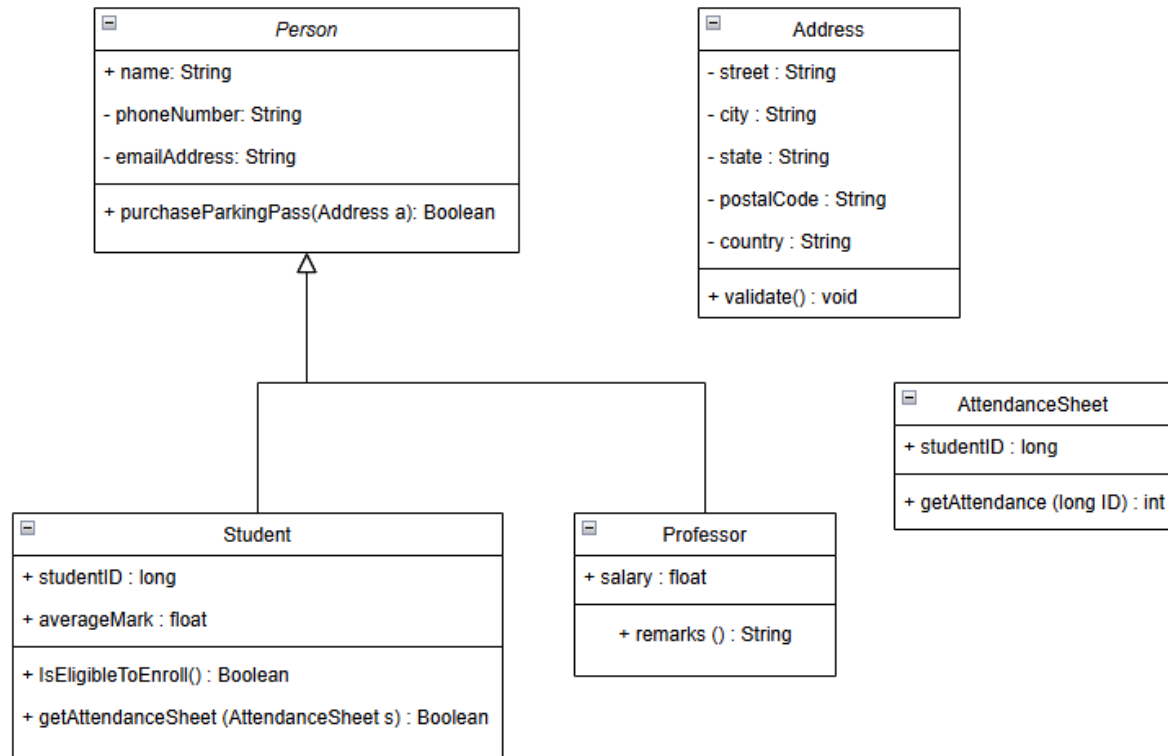 Person
+ name: String
- phoneNumber: String
- emailAddress: String
+ purchaseParkingPass(Address a): Boolean
Address
- street : String
- city : String
- state : String
- postalCode : String
- country : String
+ validate() : void
AttendanceSheet
+ studentID : long
+ getAttendance (long ID) : int
Student
+ studentID : long
+ averageMark : float
+ IsEligibleToEnroll() : Boolean
+ getAttendanceSheet (AttendanceSheet s) : Boolean
Professor
+ salary : float
+ remarks () : String